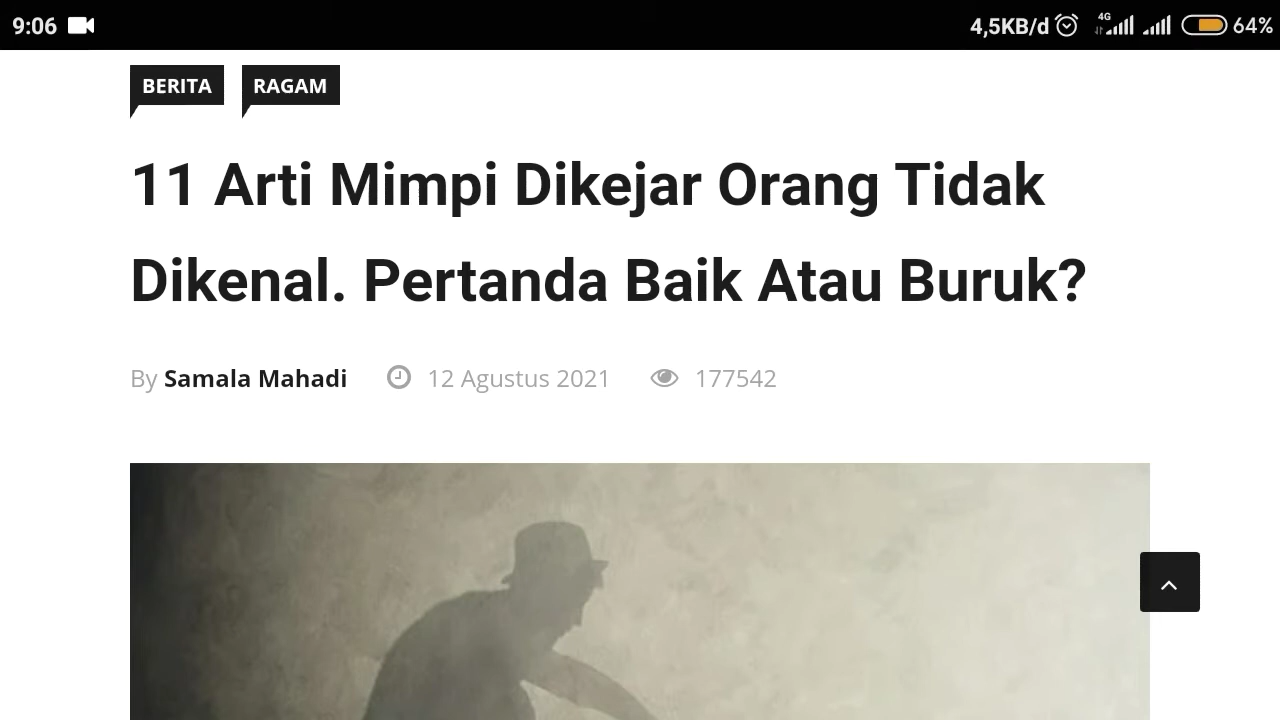 9:06 4,5KB/d 4G 64%
BERITA RAGAM
11 Arti Mimpi Dikejar Orang Tidak
Dikenal. Pertanda Baik Atau Buruk?
By Samala Mahadi 12 Agustus 2021 177542